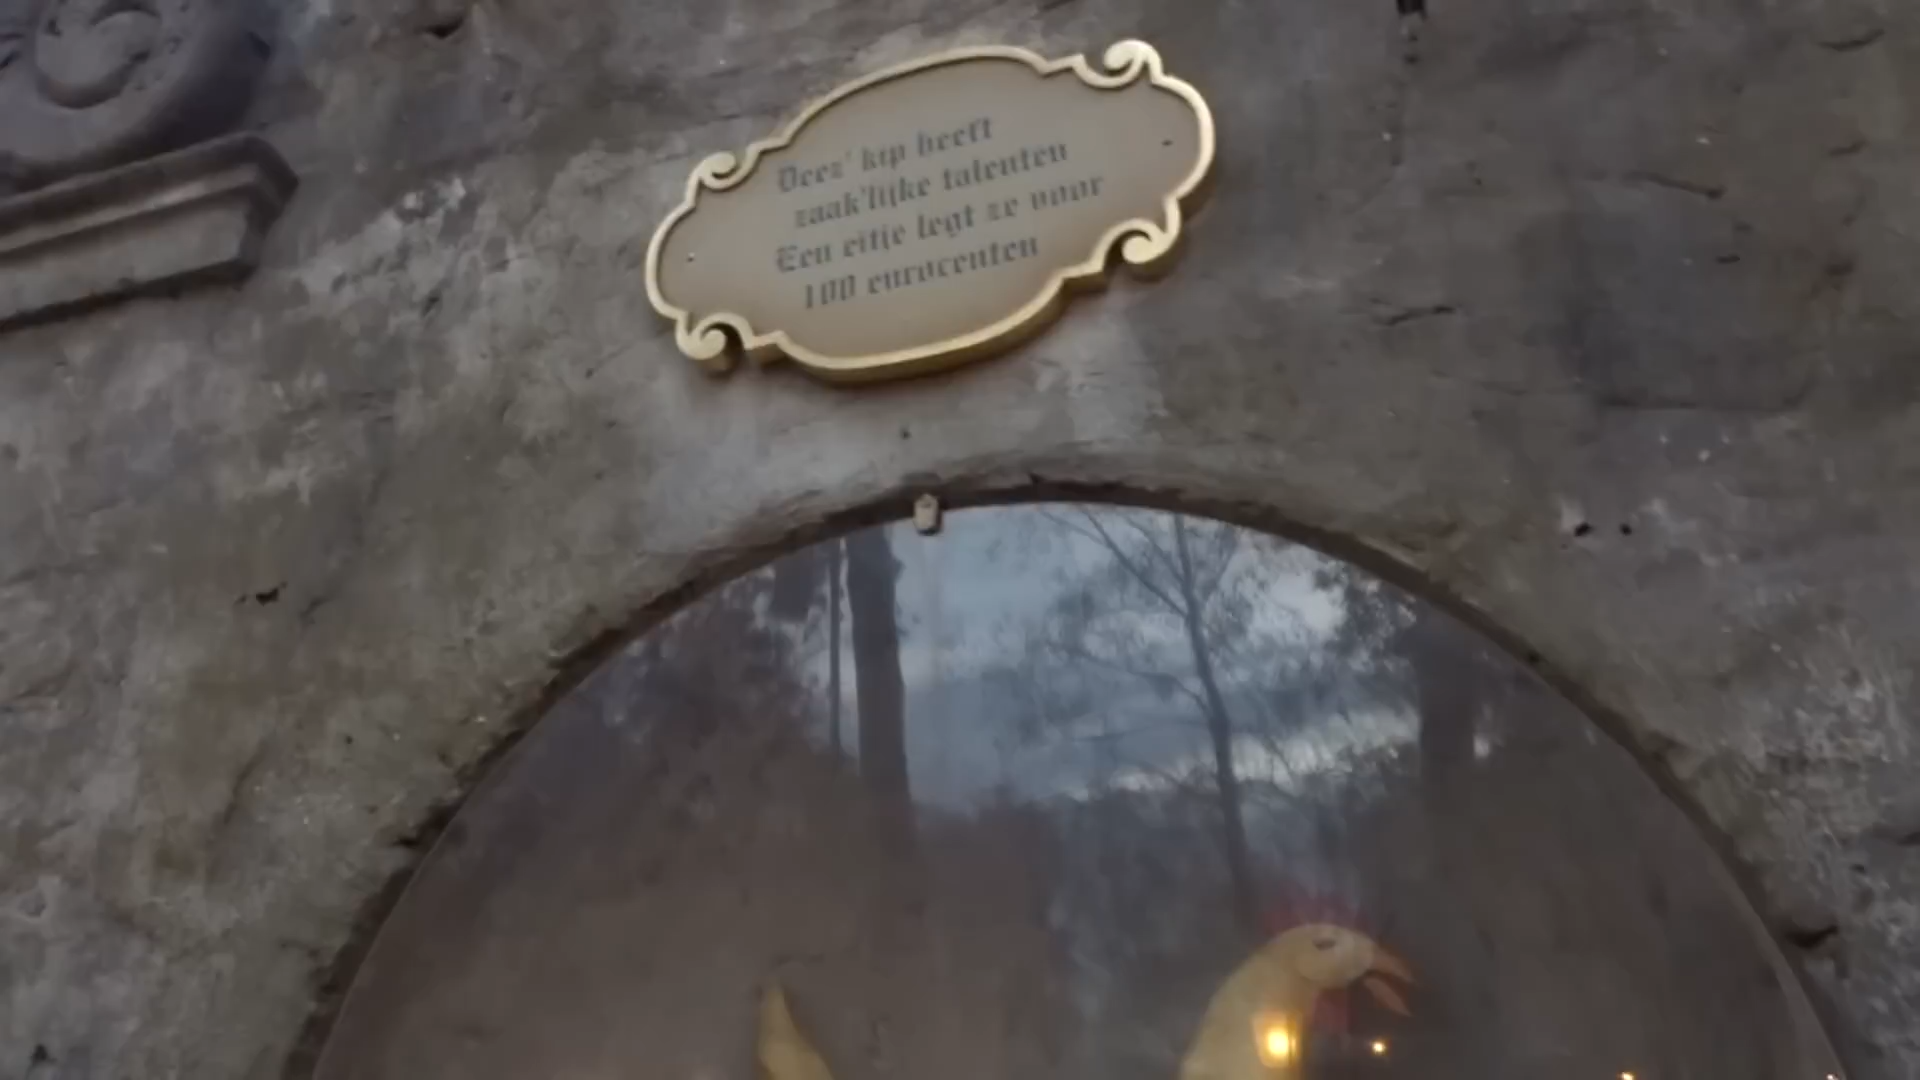 Deez' kip heeft
zaak'lijke talenten
Een eitje legt ze voor
100 eurocenten